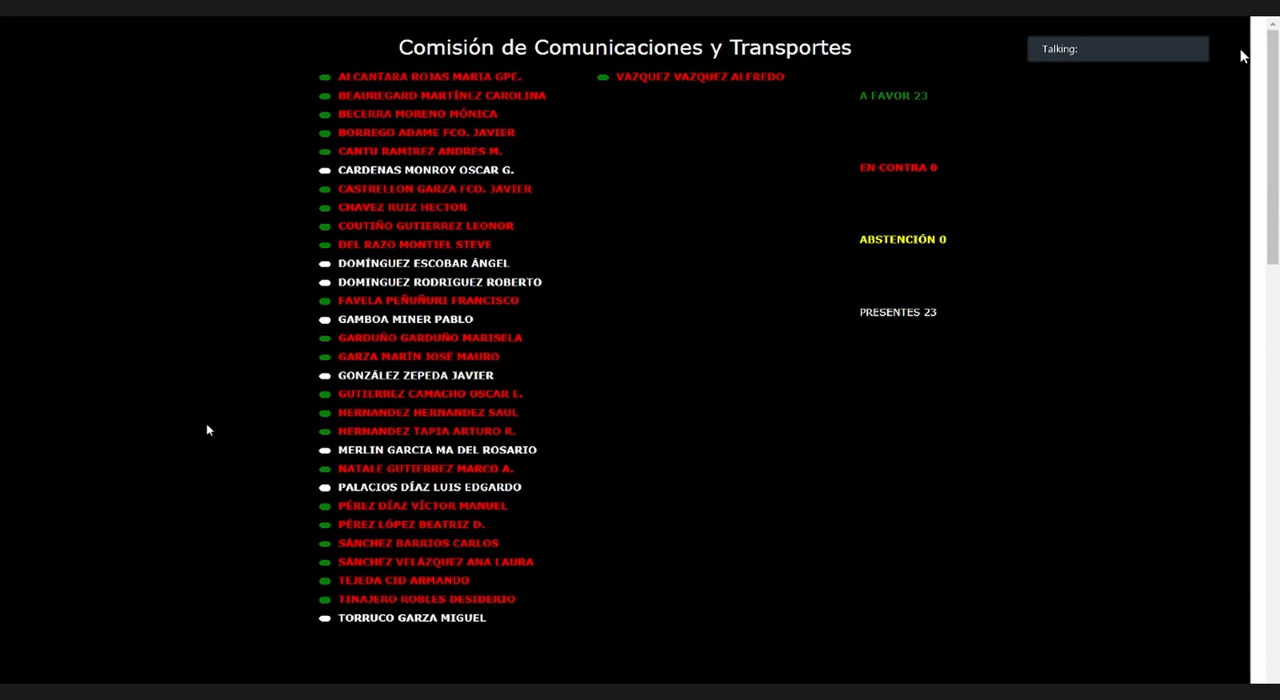 Comisión de Comunicaciones y Transportes
Talking:
ALCANTARA ROJAS MARIA GPE.
BEAUREGARD MARTÍNEZ CAROLINA
BECERRA MORENO MÓNICA
BORREGO ADAME FCO. JAVIER
CANTU RAMIREZ ANDRES M.
CARDENAS MONROY OSCAR G.
CASTRELLON GARZA FCO. JAVIER
CHAVEZ RUIZ HECTOR
COUTIÑO GUTIERREZ LEONOR
DEL RAZO MONTIEL STEVE
DOMÍNGUEZ ESCOBAR ÁNGEL
DOMINGUEZ RODRIGUEZ ROBERTO
FAVELA PEÑUÑURI FRANCISCO
GAMBOA MINER PABLO
GARDUÑO GARDUÑO MARISELA
GARZA MARÍN JOSÉ MAURO
GONZÁLEZ ZEPEDA JAVIER
GUTIERREZ CAMACHO OSCAR E.
HERNANDEZ HERNANDEZ SAUL
HERNANDEZ TAPIA ARTURO R.
MERLIN GARCIA MA DEL ROSARIO
NATALE GUTIERREZ MARCO A.
PALACIOS DÍAZ LUIS EDGARDO
PÉREZ DÍAZ VÍCTOR MANUEL
PÉREZ LÓPEZ BEATRIZ D.
SÁNCHEZ BARRIOS CARLOS
SÁNCHEZ VELÁZQUEZ ANA LAURA
TEJEDA CID ARMANDO
TINAJERO ROBLES DESIDERIO
TORRUCO GARZA MIGUEL
VAZQUEZ VAZQUEZ ALFREDO
A FAVOR 23
EN CONTRA 0
ABSTENCIÓN 0
PRESENTES 23